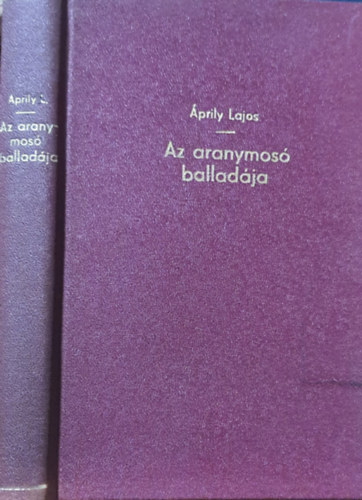 Áprily L.
Az arany-
mosó
balladája
Áprily Lajos
Az aranymosó
balladája